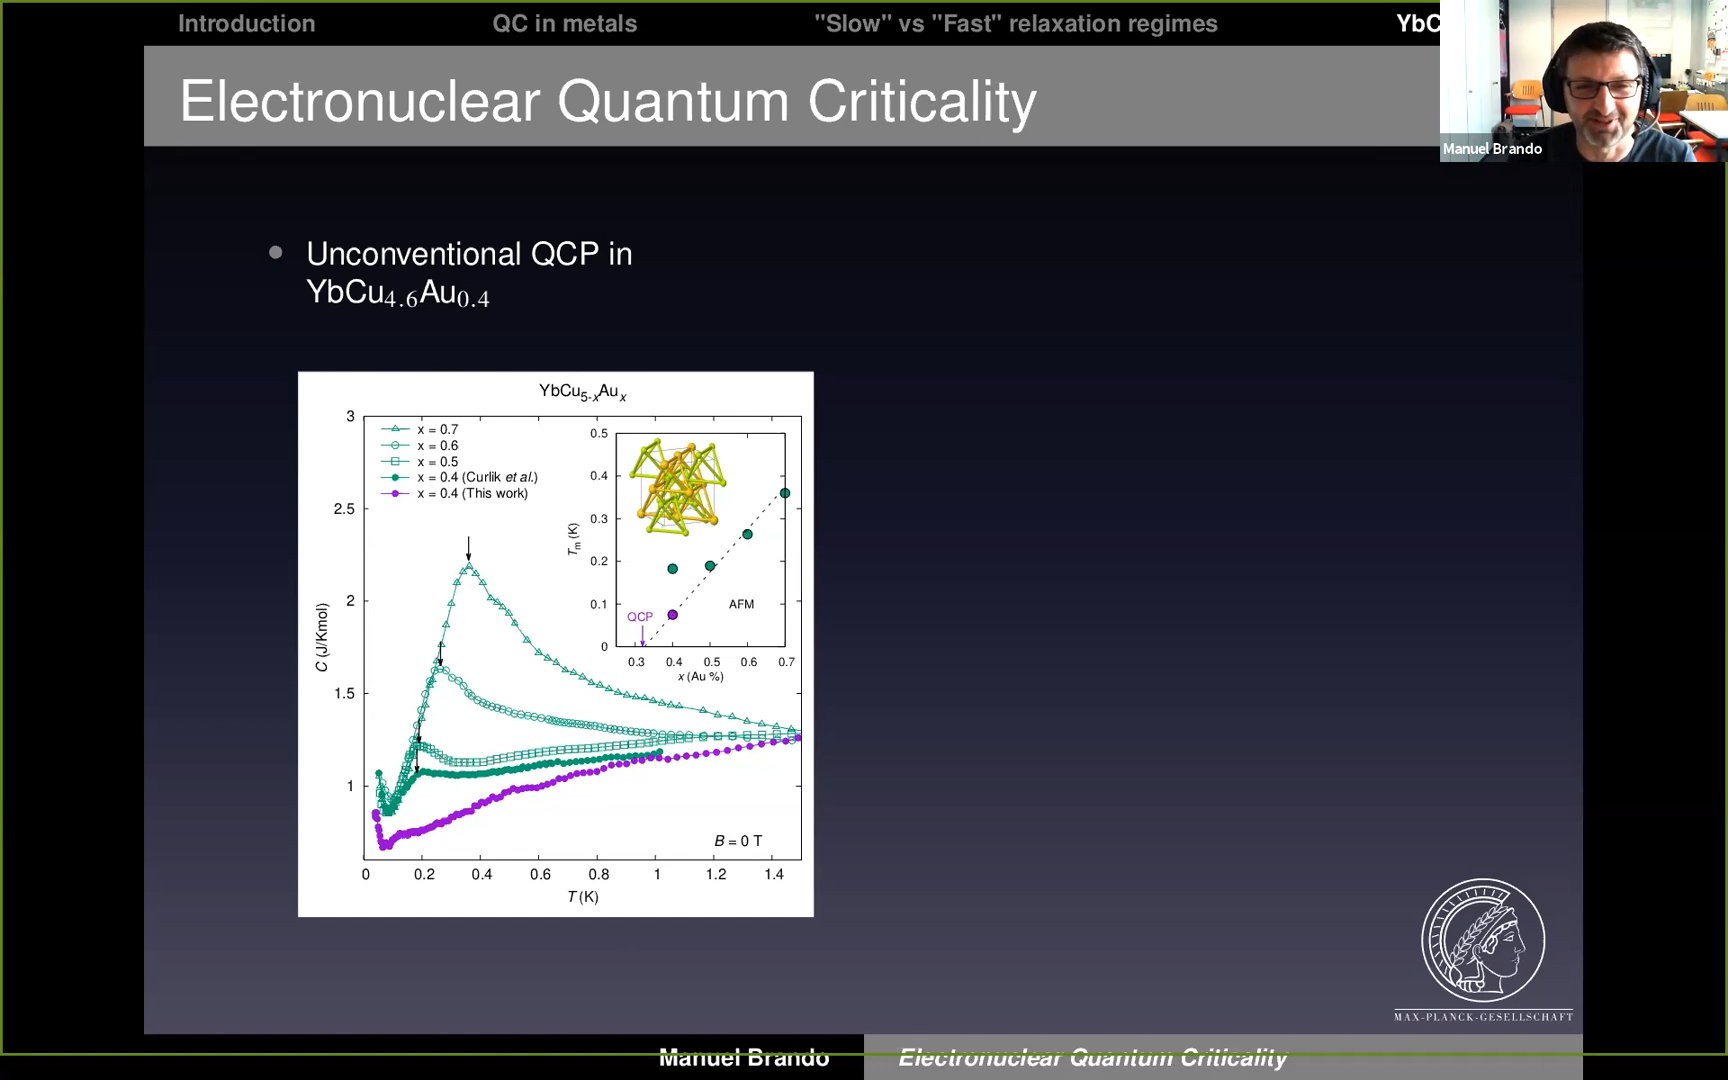 Introduction
QC in metals
"Slow" vs "Fast" relaxation regimes
YbC
Electronuclear Quantum Criticality
Manuel Brando
Unconventional QCP in
YbCu4.6Au0.4
YbCu5-xAux
3
2.5
2
1.5
1
C (J/Kmol)
x = 0.7
x = 0.6
x = 0.5
x = 0.4 (Curlik et al.)
x = 0.4 (This work)
0.5
0.4
0.3
0.2
0.1
0
Tm (K)
QCP
AFM
0.3 0.4 0.5 0.6 0.7
x (Au %)
B = 0 T
0 0.2 0.4 0.6 0.8 1 1.2 1.4
T (K)
MAX-PLANCK-GESELLSCHAFT
Manuel Brando
Electronuclear Quantum Criticality